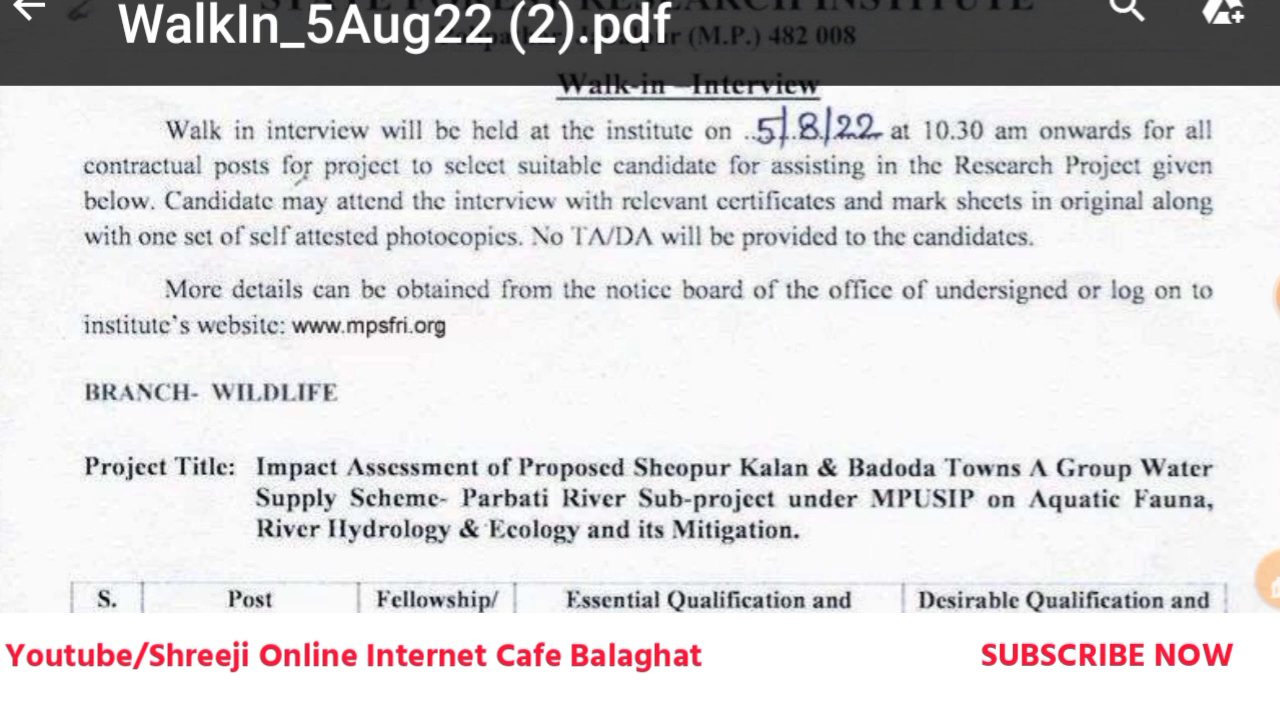 STATE FOREST RESEARCH INSTITUTE
WalkIn_5Aug22 (2).pdf
(M.P.) 482 008
Walk-in -Interview
Walk in interview will be held at the institute on ..5/.8./22 at 10.30 am onwards for all
contractual posts for project to select suitable candidate for assisting in the Research Project given
below. Candidate may attend the interview with relevant certificates and mark sheets in original along
with one set of self attested photocopies. No TA/DA will be provided to the candidates.
More details can be obtained from the notice board of the office of undersigned or log on to
institute's website: www.mpsfri.org
BRANCH- WILDLIFE
Project Title: Impact Assessment of Proposed Sheopur Kalan & Badoda Towns A Group Water
Supply Scheme- Parbati River Sub-project under MPUSIP on Aquatic Fauna,
River Hydrology & Ecology and its Mitigation.
S. Post Fellowship/ Essential Qualification and Desirable Qualification and
Youtube/Shreeji Online Internet Cafe Balaghat SUBSCRIBE NOW